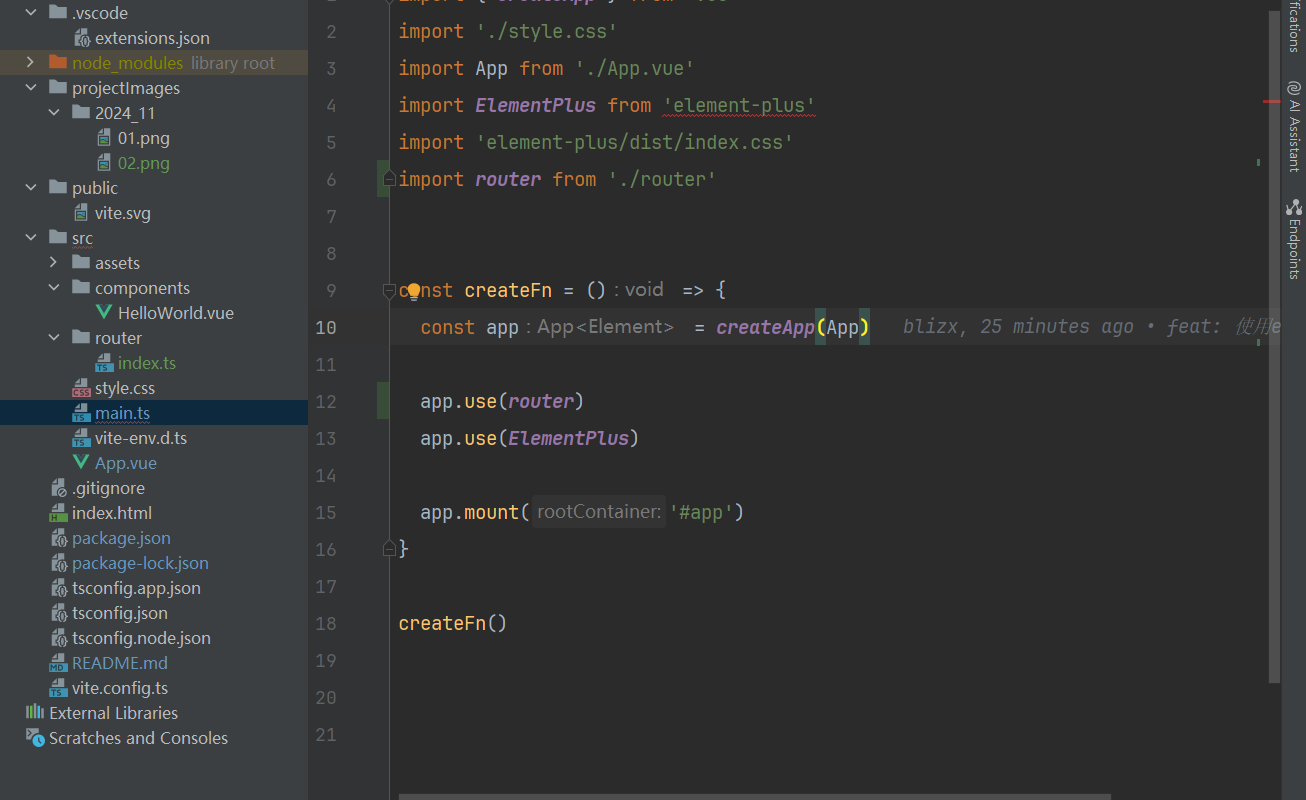 .vscode
extensions.json
node_modules library root
projectImages
2024_11
01.png
02.png
public
vite.svg
src
assets
components
HelloWorld.vue
router
index.ts
style.css
main.ts
vite-env.d.ts
App.vue
.gitignore
index.html
package.json
package-lock.json
tsconfig.app.json
tsconfig.json
tsconfig.node.json
README.md
vite.config.ts
External Libraries
Scratches and Consoles
2 import './style.css'
3 import App from './App.vue'
4 import ElementPlus from 'element-plus'
5 import 'element-plus/dist/index.css'
6 import router from './router'
7
8
9 const createFn = () : void => {
10 const app : App<Element> = createApp(App) blizx, 25 minutes ago • feat: 使用e
11
12 app.use(router)
13 app.use(ElementPlus)
14
15 app.mount( rootContainer: '#app')
16 }
17
18 createFn()
19
20
21
AI Assistant
Endpoints